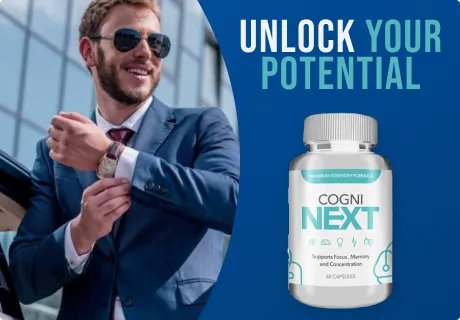 UNLOCK YOUR
POTENTIAL
MAXIMUM STRENGTH FORMULA
COGNI
NEXT
Supports Focus, Memory
and Concentration
60 CAPSULES